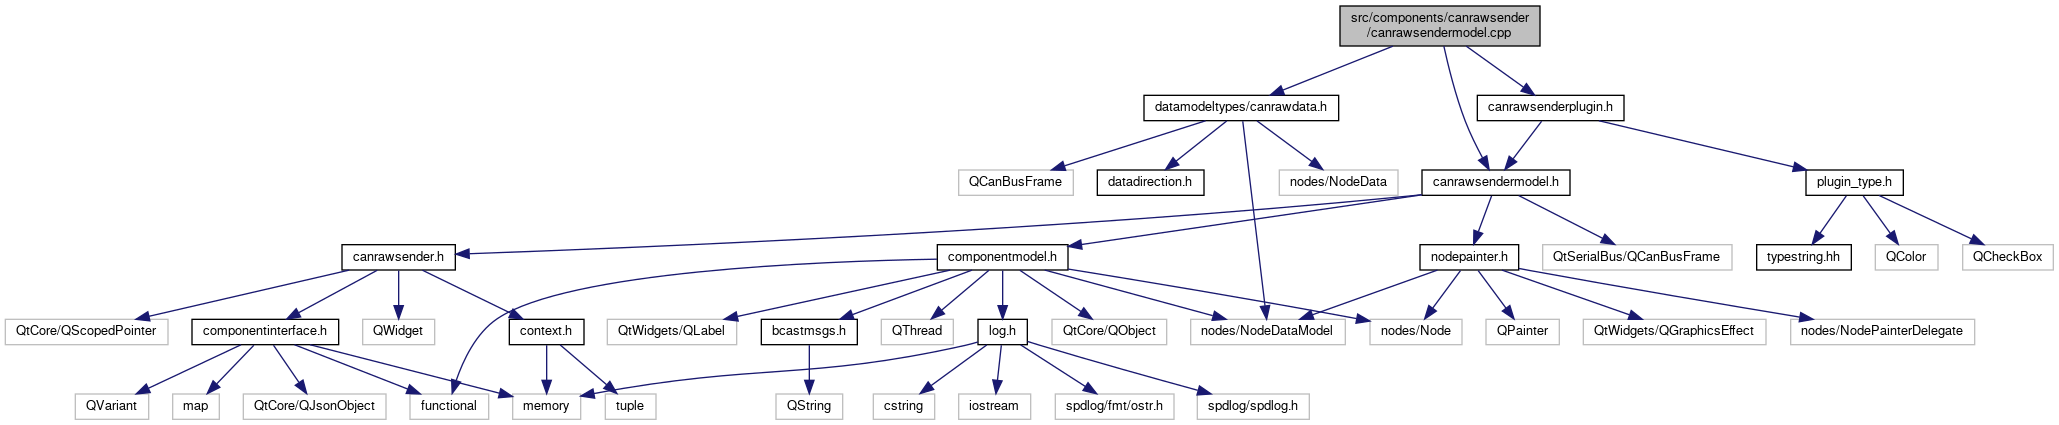 src/components/canrawsender
/canrawsendermodel.cpp
datamodeltypes/canrawdata.h
canrawsenderplugin.h
QCanBusFrame
datadirection.h
nodes/NodeData
canrawsendermodel.h
plugin_type.h
canrawsender.h
componentmodel.h
nodepainter.h
QtSerialBus/QCanBusFrame
typestring.hh
QColor
QCheckBox
QtCore/QScopedPointer
componentinterface.h
QWidget
context.h
QtWidgets/QLabel
bcastmsgs.h
QThread
log.h
QtCore/QObject
nodes/NodeDataModel
nodes/Node
QPainter
QtWidgets/QGraphicsEffect
nodes/NodePainterDelegate
QVariant
map
QtCore/QJsonObject
functional
memory
tuple
QString
cstring
iostream
spdlog/fmt/ostr.h
spdlog/spdlog.h